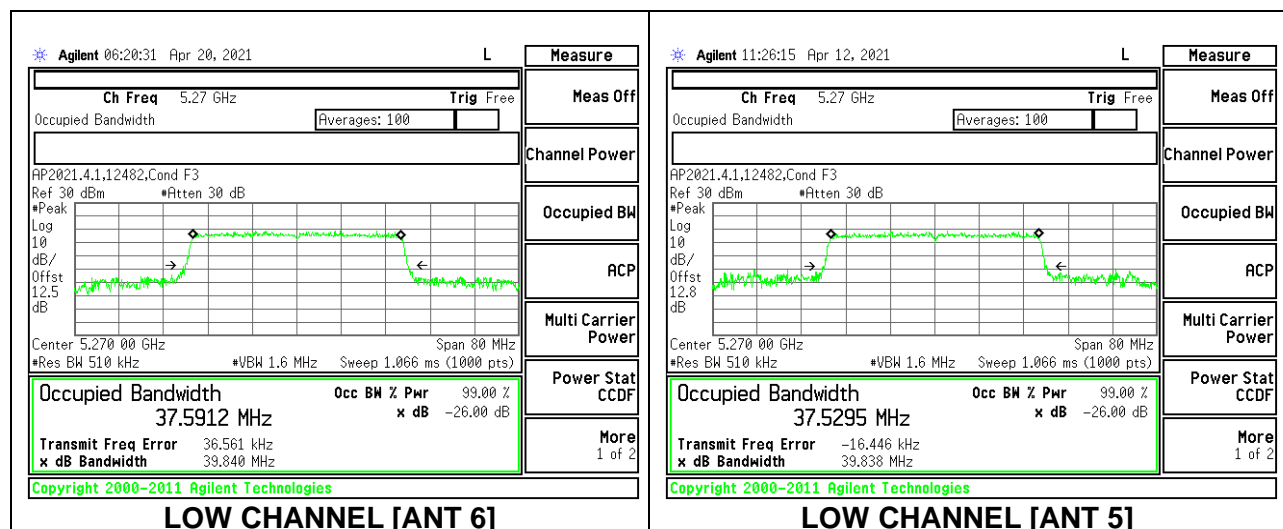 Agilent 06:20:31 Apr 20, 2021 L
Measure
Ch Freq 5.27 GHz Trig Free
Meas Off
Occupied Bandwidth Averages: 100
Channel Power
AP2021.4.1,12482,Cond F3
Ref 30 dBm #Atten 30 dB
#Peak
Occupied BW
Log
10
dB/
ACP
Offst
12.5
dB
Multi Carrier
Power
Center 5.270 00 GHz Span 80 MHz
#Res BW 510 kHz #VBW 1.6 MHz Sweep 1.066 ms (1000 pts)
Power Stat
CCDF
Occupied Bandwidth Occ BW % Pwr 99.00 %
37.5912 MHz x dB -26.00 dB
Transmit Freq Error 36.561 kHz
x dB Bandwidth 39.840 MHz
More
1 of 2
Copyright 2000-2011 Agilent Technologies
LOW CHANNEL [ANT 6]
Agilent 11:26:15 Apr 12, 2021 L
Measure
Ch Freq 5.27 GHz Trig Free
Meas Off
Occupied Bandwidth Averages: 100
Channel Power
AP2021.4.1,12482,Cond F3
Ref 30 dBm #Atten 30 dB
#Peak
Occupied BW
Log
10
dB/
ACP
Offst
12.8
dB
Multi Carrier
Power
Center 5.270 00 GHz Span 80 MHz
#Res BW 510 kHz #VBW 1.6 MHz Sweep 1.066 ms (1000 pts)
Power Stat
CCDF
Occupied Bandwidth Occ BW % Pwr 99.00 %
37.5295 MHz x dB -26.00 dB
Transmit Freq Error -16.446 kHz
x dB Bandwidth 39.838 MHz
More
1 of 2
Copyright 2000-2011 Agilent Technologies
LOW CHANNEL [ANT 5]